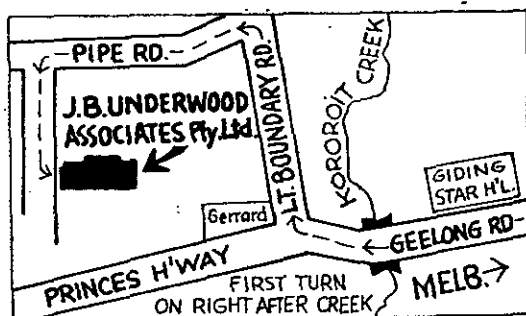 PIPE RD.
J.B.UNDERWOOD
ASSOCIATES Pty.Ltd.
LT. BOUNDARY RD.
KOROROIT CREEK
GIDING
STAR H'L.
Gerrard
GEELONG RD
PRINCES H'WAY
FIRST TURN
ON RIGHT AFTER CREEK
MELB.